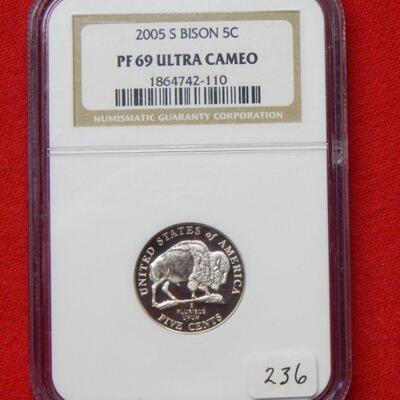 2005 S BISON 5C
PF 69 ULTRA CAMEO
1864742-110
NUMISMATIC GUARANTY CORPORATION
UNITED STATES of AMERICA
E
PLURIBUS
UNUM
FIVE CENTS
236